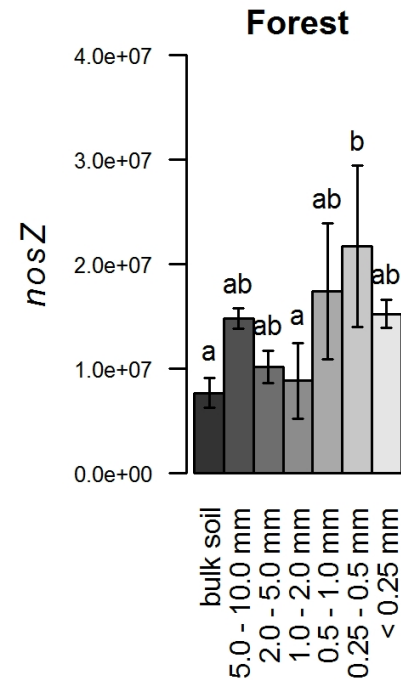 Forest
nosZ
4.0e+07
3.0e+07
2.0e+07
1.0e+07
0.0e+00
a
ab
ab
a
ab
b
ab
bulk soil
5.0 - 10.0 mm
2.0 - 5.0 mm
1.0 - 2.0 mm
0.5 - 1.0 mm
0.25 - 0.5 mm
< 0.25 mm